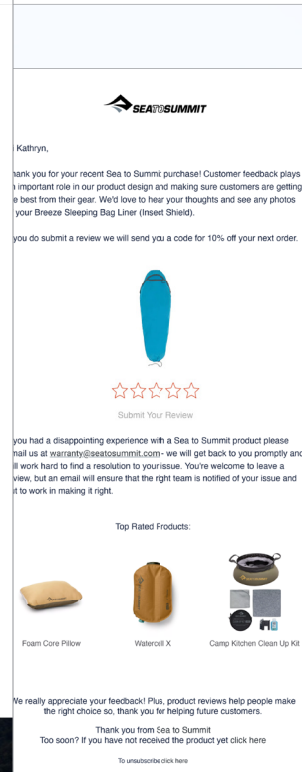 SEA TO SUMMIT
Kathryn,
hank you for your recent Sea to Summit purchase! Customer feedback plays
important role in our product design and making sure customers are getting
e best from their gear. We'd love to hear your thoughts and see any photos
your Breeze Sleeping Bag Liner (Insect Shield).
you do submit a review we will send you a code for 10% off your next order.
Submit Your Review
you had a disappointing experience with a Sea to Summit product please
mail us at warranty@seatosummit.com- we will get back to you promptly and
ill work hard to find a resolution to your issue. You're welcome to leave a
view, but an email will ensure that the right team is notified of your issue and
to work in making it right.
Top Rated Products:
Foam Core Pillow
Watercell X
Camp Kitchen Clean Up Kit
We really appreciate your feedback! Plus, product reviews help people make
the right choice so, thank you for helping future customers.
Thank you from Sea to Summit
Too soon? If you have not received the product yet click here
To unsubscribe click here